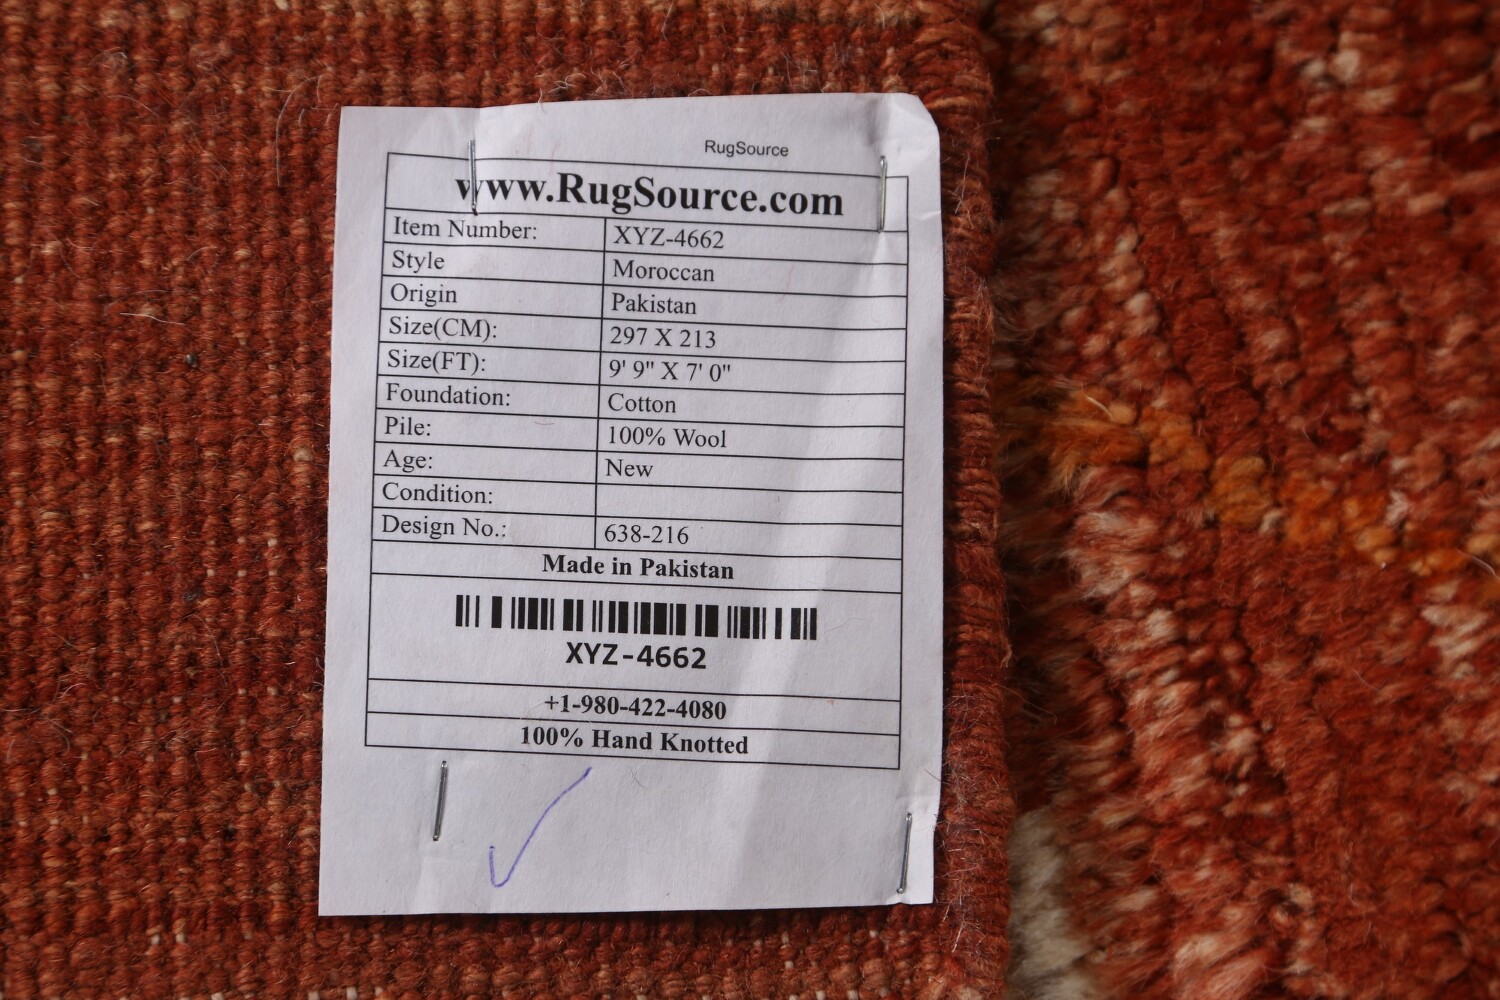 RugSource
www.RugSource.com
Item Number: XYZ-4662
Style Moroccan
Origin Pakistan
Size(CM): 297 X 213
Size(FT): 9' 9" X 7' 0"
Foundation: Cotton
Pile: 100% Wool
Age: New
Condition:
Design No.: 638-216
Made in Pakistan
XYZ-4662
+1-980-422-4080
100% Hand Knotted